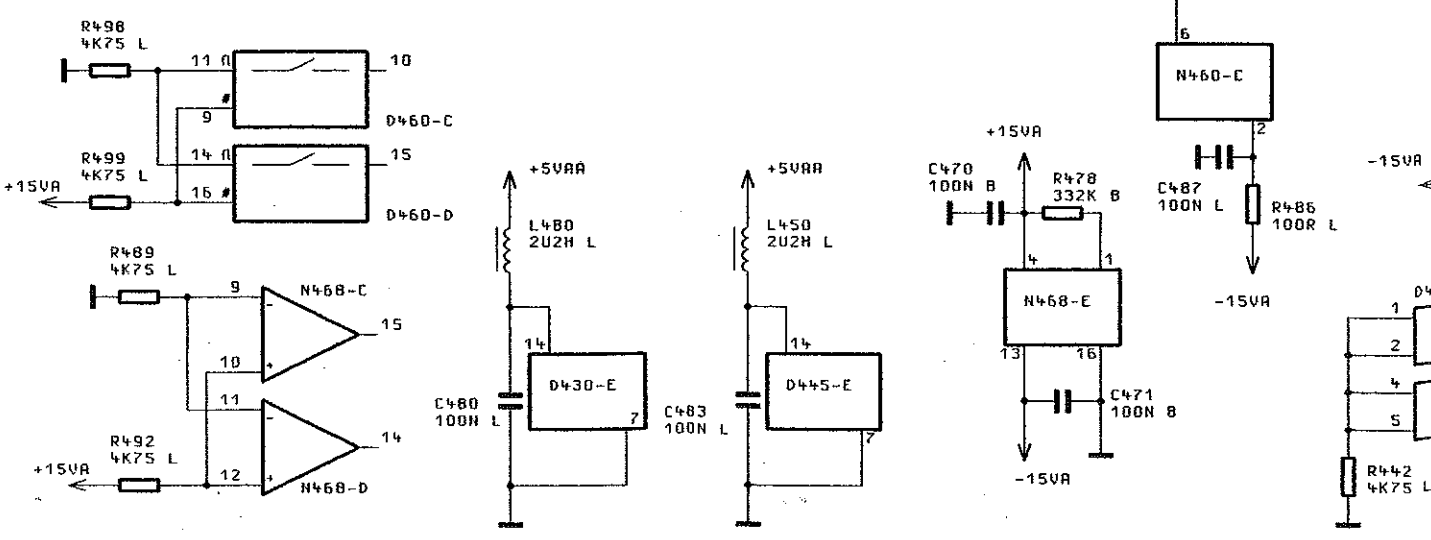 R498
4K75 L
11
10
#
9
D460-C
R499
4K75 L
14
15
+15VA
16 #
D460-D
R489
4K75 L
9
N468-C
-
15
10
+
11
-
R492
4K75 L
14
+15VA
12
+
N468-D
+5VAA
L480
2U2H L
14
D430-E
C480
100N L
7
+5VAA
L450
2U2H L
14
D445-E
C483
100N L
7
+15VA
C470
100N B
R478
332K B
4
1
N468-E
13
16
C471
100N B
-15VA
6
N460-E
2
C487
100N L
R486
100R L
-15VA
-15VA
D4
1
2
4
5
R442
4K75 L